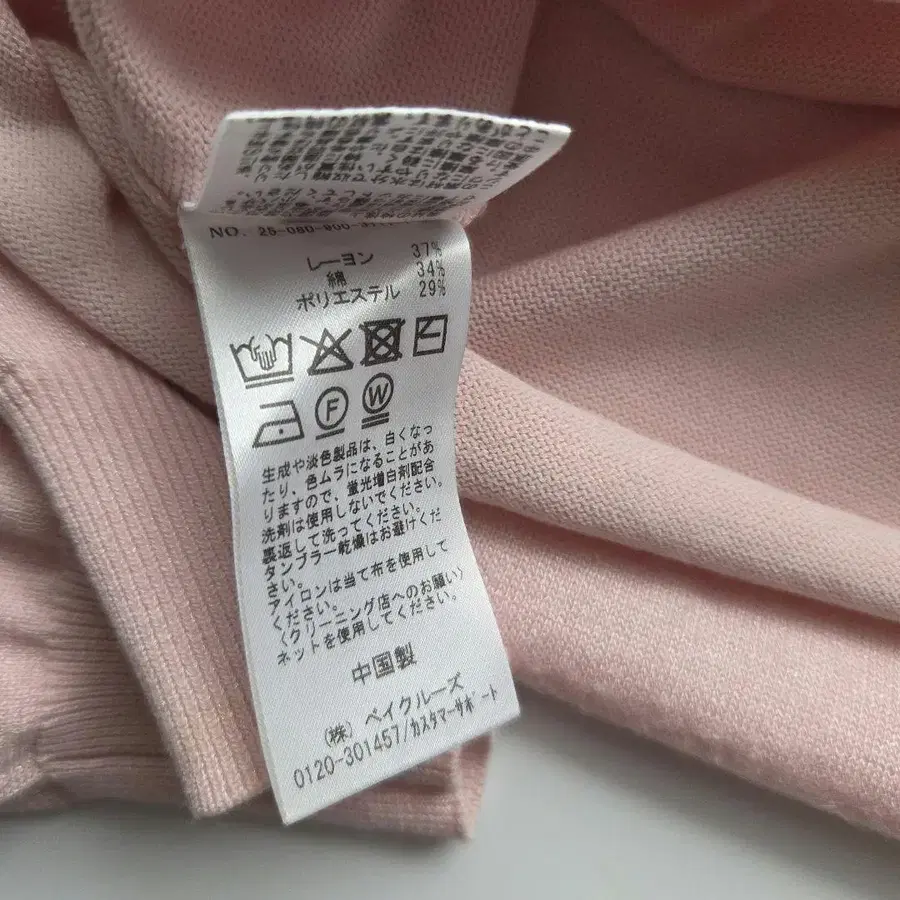 NO. 25-080-900-31
レーヨン 37%
綿 34%
ポリエステル 29%
F W
生成や淡色製品は、白くなっ
たり、色ムラになることがあ
りますので、蛍光増白剤配合
洗剤は使用しないでください。
裏返して洗ってください。
タンブラー乾燥はお避けくだ
さい。
アイロンは当て布を使用して
ください。
〈クリーニング店へのお願い〉
ネットを使用してください。
中国製
(株) ベイクルーズ
0120-301457/カスタマーサポート